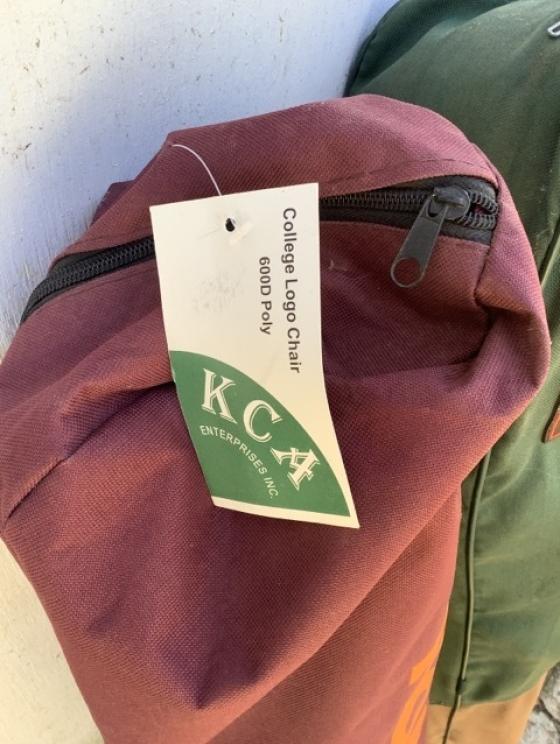 College Logo Chair
600D Poly
KCA
ENTERPRISES INC.